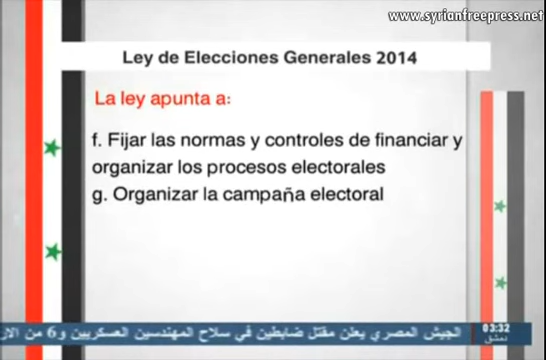 www.syrianfreepress.net
Ley de Elecciones Generales 2014
La ley apunta a:
f. Fijar las normas y controles de financiar y
organizar los procesos electorales
g. Organizar la campaña electoral
الجيش المصري يعلن مقتل ضابطين في سلاح المهندسين العسكريين و6 من الار
03:32
دمشق